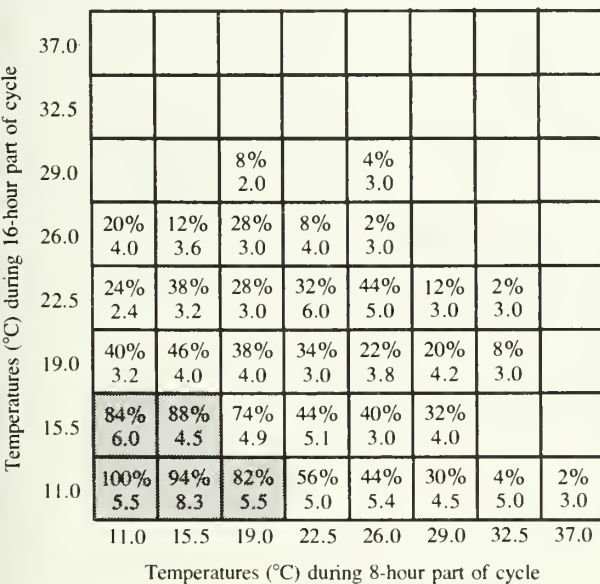 Temperatures (°C) during 16-hour part of cycle
37.0
32.5
29.0 8% 4%
2.0 3.0
26.0 20% 12% 28% 8% 2%
4.0 3.6 3.0 4.0 3.0
22.5 24% 38% 28% 32% 44% 12% 2%
2.4 3.2 3.0 6.0 5.0 3.0 3.0
19.0 40% 46% 38% 34% 22% 20% 8%
3.2 4.0 4.0 3.0 3.8 4.2 3.0
15.5 84% 88% 74% 44% 40% 32%
6.0 4.5 4.9 5.1 3.0 4.0
11.0 100% 94% 82% 56% 44% 30% 4% 2%
5.5 8.3 5.5 5.0 5.4 4.5 5.0 3.0
11.0 15.5 19.0 22.5 26.0 29.0 32.5 37.0
Temperatures (°C) during 8-hour part of cycle